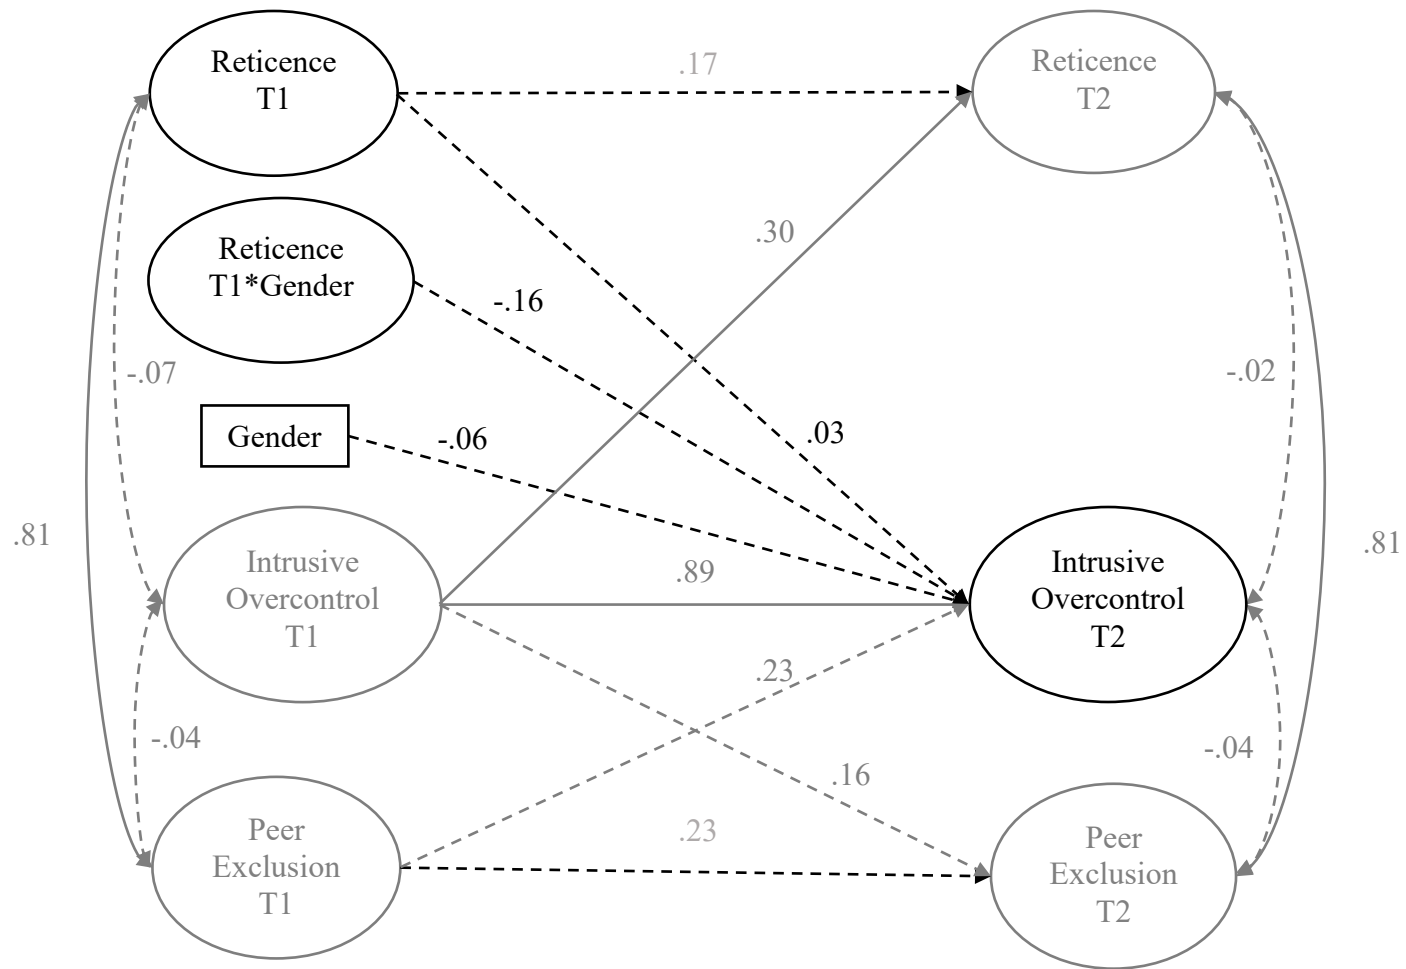 Reticence
T1
.17
Reticence
T2
.30
Reticence
T1*Gender
-.16
-.07
-.02
Gender
-.06
.03
.81
.81
Intrusive
Overcontrol
T1
.89
Intrusive
Overcontrol
T2
.23
-.04
-.04
.16
Peer
Exclusion
T1
.23
Peer
Exclusion
T2